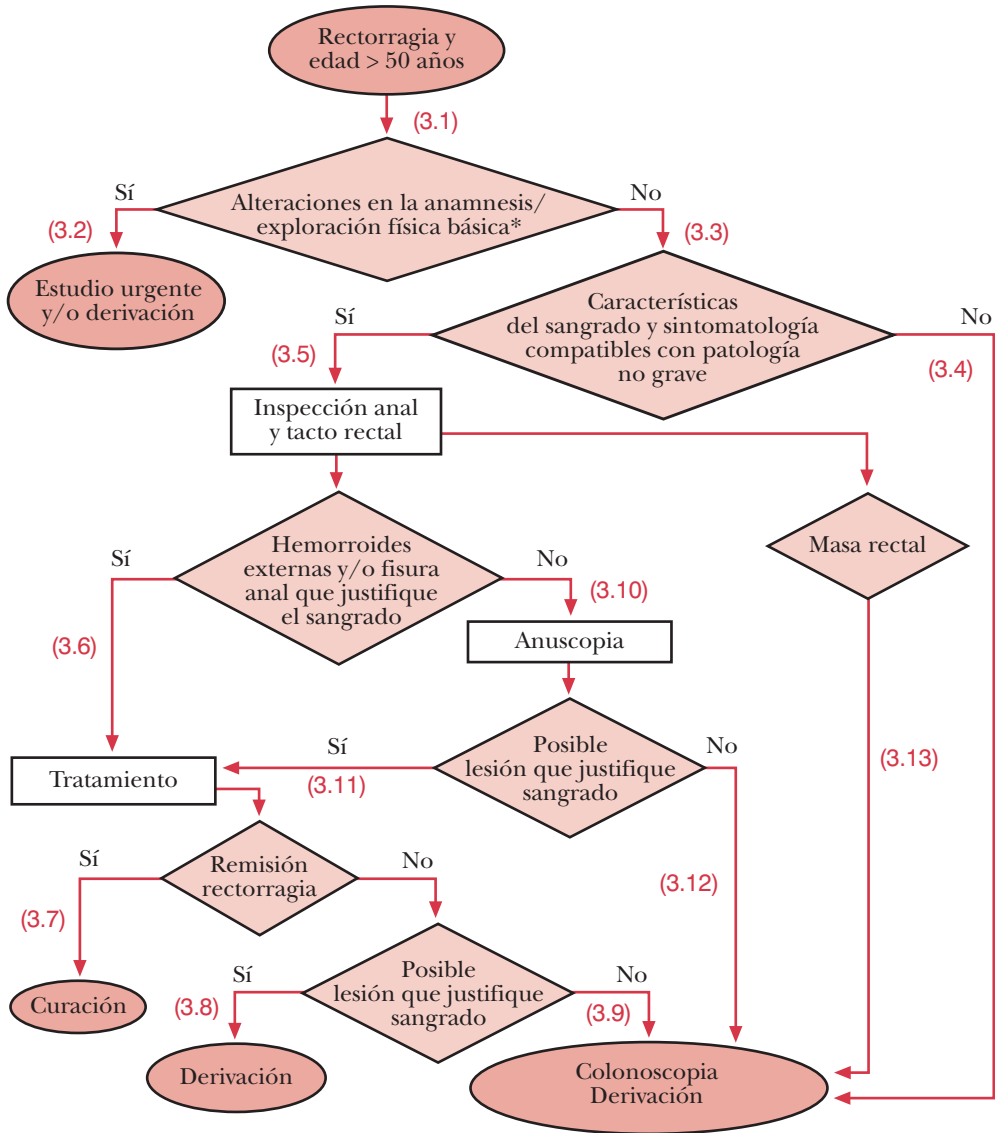 Rectorragia y
edad > 50 años
(3.1)
Sí
No
Alteraciones en la anamnesis/
exploración física básica*
(3.2)
(3.3)
Estudio urgente
y/o derivación
Características
del sangrado y sintomatología
compatibles con patología
no grave
Sí
No
(3.5)
(3.4)
Inspección anal
y tacto rectal
Masa rectal
Hemorroides
externas y/o fisura
anal que justifique
el sangrado
Sí
No
(3.10)
(3.6)
Anuscopia
Posible
lesión que justifique
sangrado
Sí
No
(3.13)
Tratamiento
(3.11)
Remisión
rectorragia
Sí
No
(3.12)
(3.7)
Posible
lesión que justifique
sangrado
Sí
No
Curación
(3.8)
(3.9)
Derivación
Colonoscopia
Derivación